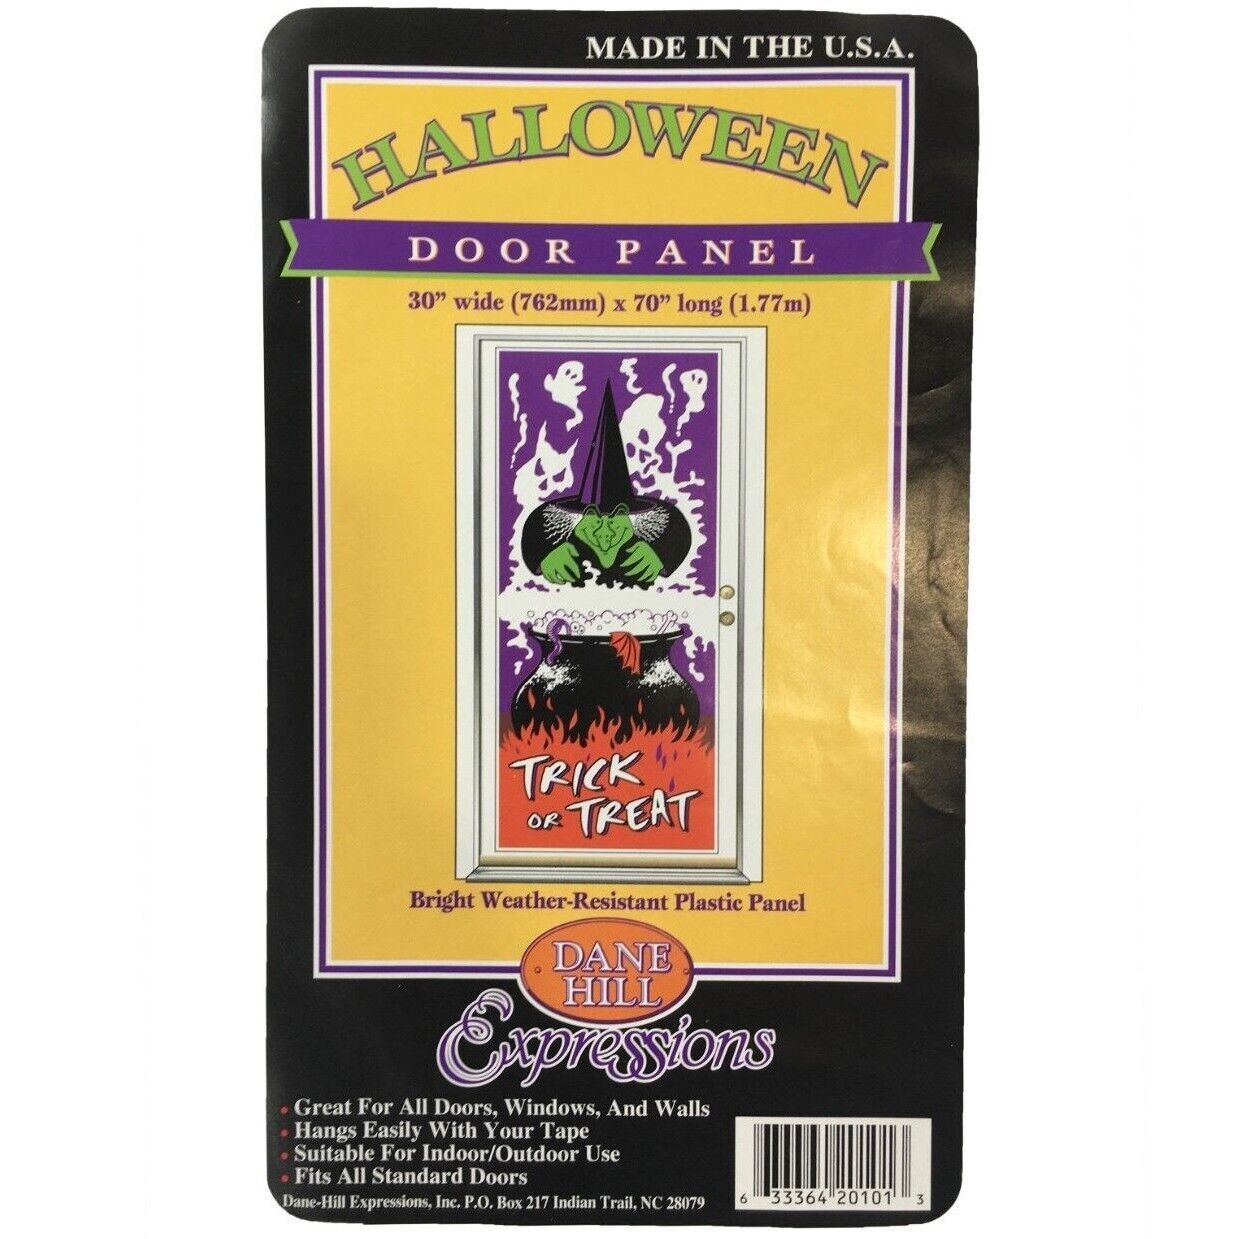 MADE IN THE U.S.A.
HALLOWEEN
DOOR PANEL
30” wide (762mm) x 70” long (1.77m)
TRICK
OR TREAT
Bright Weather-Resistant Plastic Panel
DANE
HILL
Expressions
• Great For All Doors, Windows, And Walls
• Hangs Easily With Your Tape
• Suitable For Indoor/Outdoor Use
• Fits All Standard Doors
Dane-Hill Expressions, Inc. P.O. Box 217 Indian Trail, NC 28079
6 33364 20101 3